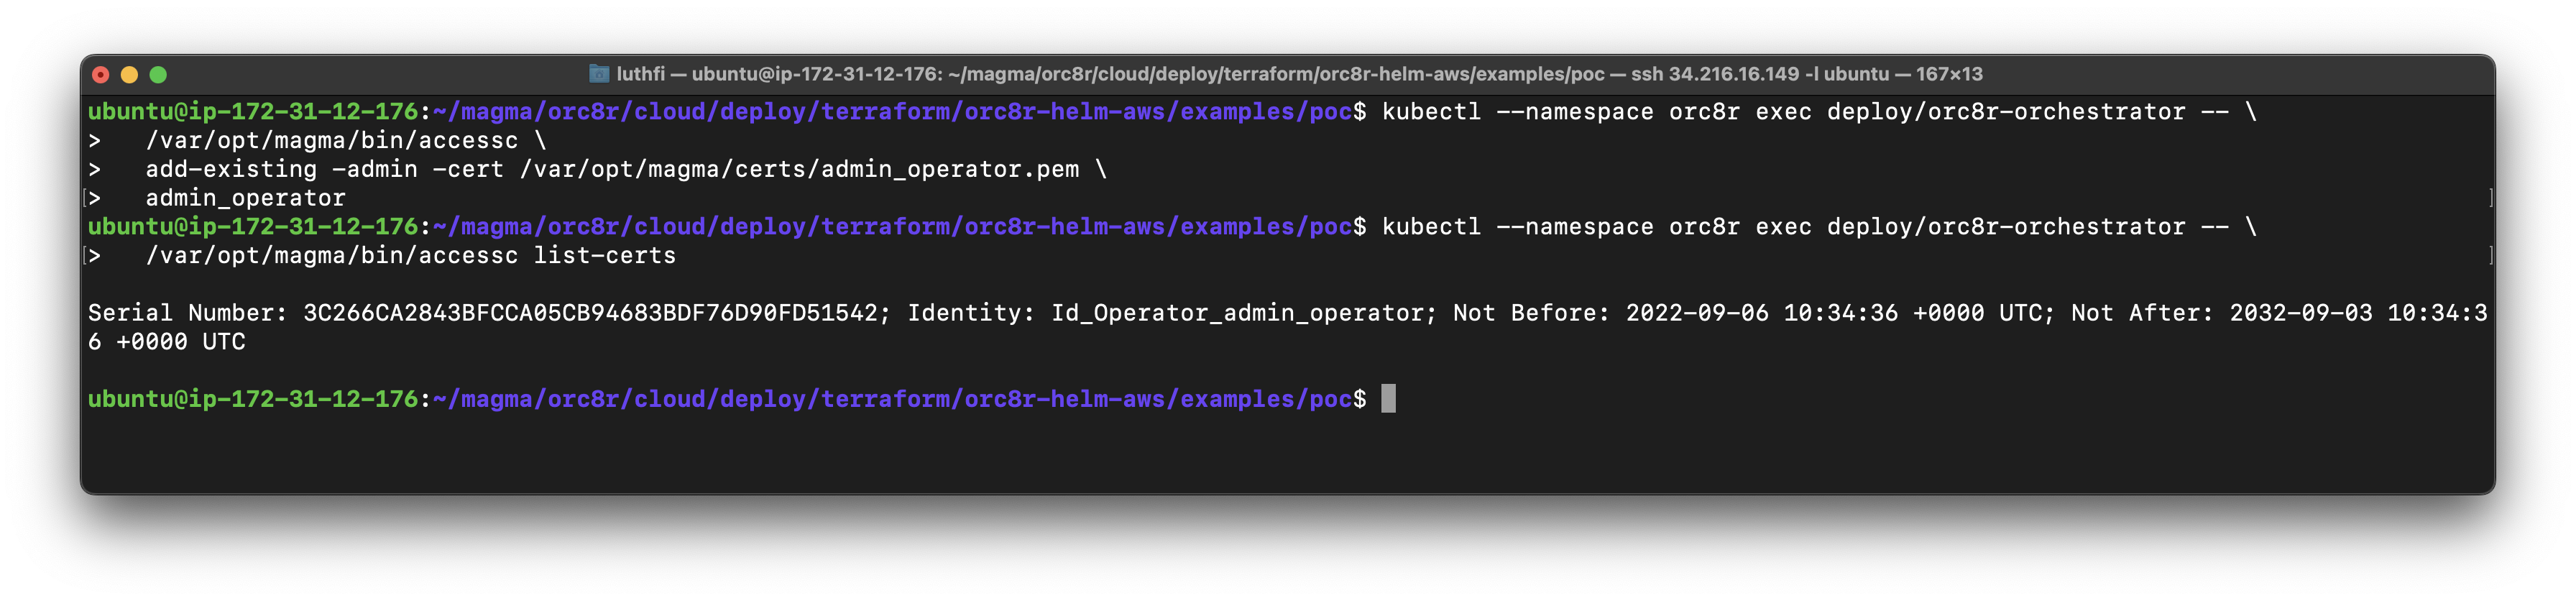 luthfi — ubuntu@ip-172-31-12-176: ~/magma/orc8r/cloud/deploy/terraform/orc8r-helm-aws/examples/poc — ssh 34.216.16.149 -l ubuntu — 167×13
ubuntu@ip-172-31-12-176:~/magma/orc8r/cloud/deploy/terraform/orc8r-helm-aws/examples/poc$ kubectl --namespace orc8r exec deploy/orc8r-orchestrator -- \
>   /var/opt/magma/bin/accessc \
>   add-existing -admin -cert /var/opt/magma/certs/admin_operator.pem \
[>   admin_operator ]
ubuntu@ip-172-31-12-176:~/magma/orc8r/cloud/deploy/terraform/orc8r-helm-aws/examples/poc$ kubectl --namespace orc8r exec deploy/orc8r-orchestrator -- \
[>   /var/opt/magma/bin/accessc list-certs ]
Serial Number: 3C266CA2843BFCCA05CB94683BDF76D90FD51542; Identity: Id_Operator_admin_operator; Not Before: 2022-09-06 10:34:36 +0000 UTC; Not After: 2032-09-03 10:34:3
6 +0000 UTC
ubuntu@ip-172-31-12-176:~/magma/orc8r/cloud/deploy/terraform/orc8r-helm-aws/examples/poc$